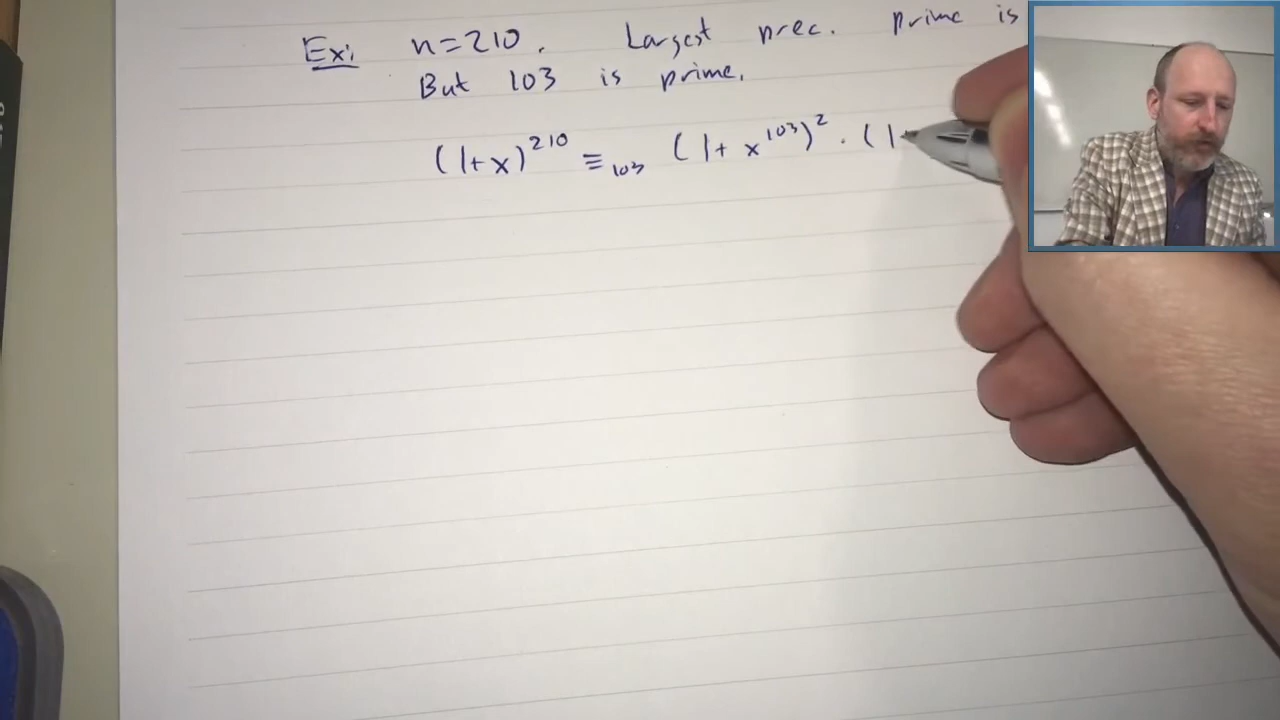 Ex: n=210. Largest prec. prime is
But 103 is prime.
(1+x)^210 ≡_103 (1+x^103)^2 · (1+